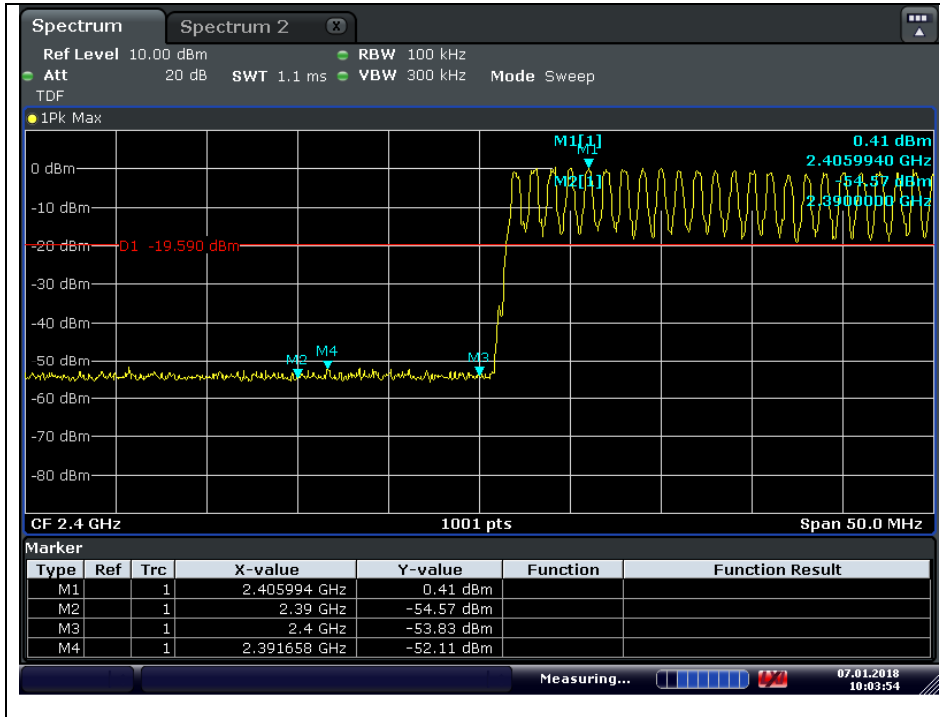 Spectrum Spectrum 2 X
Ref Level 10.00 dBm RBW 100 kHz
Att 20 dB SWT 1.1 ms VBW 300 kHz Mode Sweep
TDF
1Pk Max
M1[1] 0.41 dBm
M1
2.4059940 GHz
0 dBm
M2[1] -54.57 dBm
2.3900000 GHz
-10 dBm
-20 dBm D1 -19.590 dBm
-30 dBm
-40 dBm
-50 dBm M2 M4 M3
-60 dBm
-70 dBm
-80 dBm
CF 2.4 GHz 1001 pts Span 50.0 MHz
Marker
Type Ref Trc X-value Y-value Function Function Result
M1 1 2.405994 GHz 0.41 dBm
M2 1 2.39 GHz -54.57 dBm
M3 1 2.4 GHz -53.83 dBm
M4 1 2.391658 GHz -52.11 dBm
Measuring... 07.01.2018
10:03:54